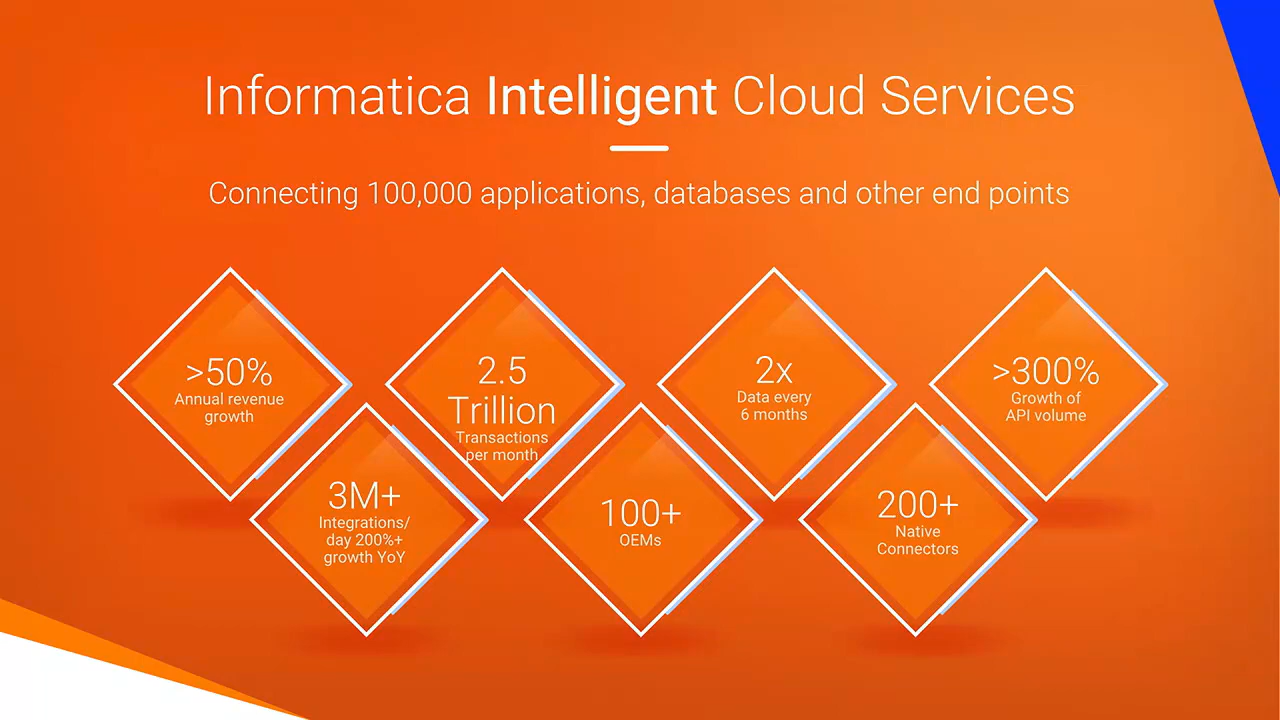 Informatica Intelligent Cloud Services
Connecting 100,000 applications, databases and other end points
>50%
Annual revenue
growth
2.5
Trillion
Transactions
per month
2x
Data every
6 months
>300%
Growth of
API volume
3M+
Integrations/
day 200%+
growth YoY
100+
OEMs
200+
Native
Connectors